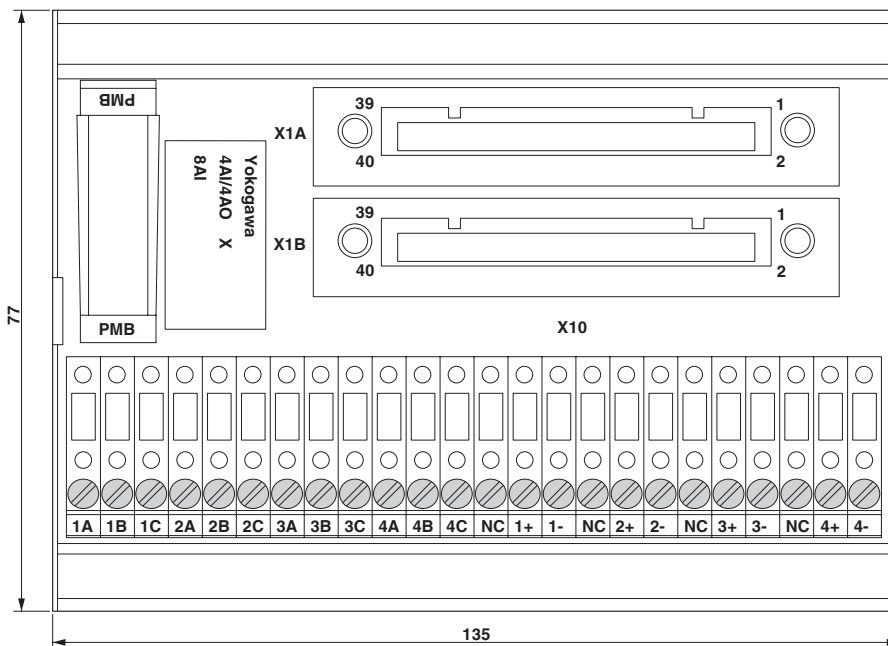 PMB
39
1
X1A
40
2
Yokogawa
4AI/4AO X
8AI
39
1
X1B
40
2
77
PMB
X10
1A 1B 1C 2A 2B 2C 3A 3B 3C 4A 4B 4C NC 1+ 1- NC 2+ 2- NC 3+ 3- NC 4+ 4-
135